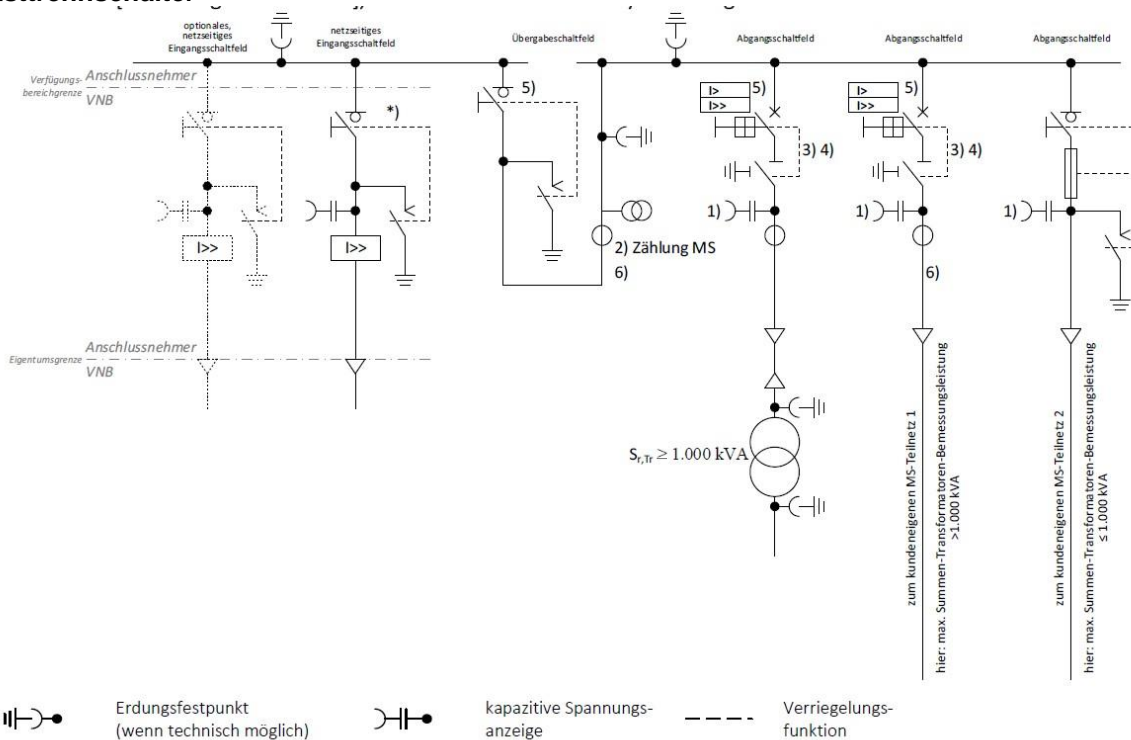 optionales,
netzseitiges
Eingangsschaltfeld
netzseitiges
Eingangsschaltfeld
Übergabeschaltfeld
Abgangsschaltfeld
Abgangsschaltfeld
Abgangsschaltfeld
Verfügungs-
bereichgrenze
Anschlussnehmer
VNB
*)
5)
I>
I>>
5)
I>
I>>
5)
3) 4)
3) 4)
1)
1)
1)
I>>
I>>
2) Zählung MS
6)
6)
Eigentumsgrenze
Anschlussnehmer
VNB
Sr,Tr ≥ 1.000 kVA
zum kundeneigenen MS-Teilnetz 1
hier: max. Summen-Transformatoren-Bemessungsleistung
>1.000 kVA
zum kundeneigenen MS-Teilnetz 2
hier: max. Summen-Transformatoren-Bemessungsleistung
≤ 1.000 kVA
Erdungsfestpunkt
(wenn technisch möglich)
kapazitive Spannungs-
anzeige
Verriegelungs-
funktion